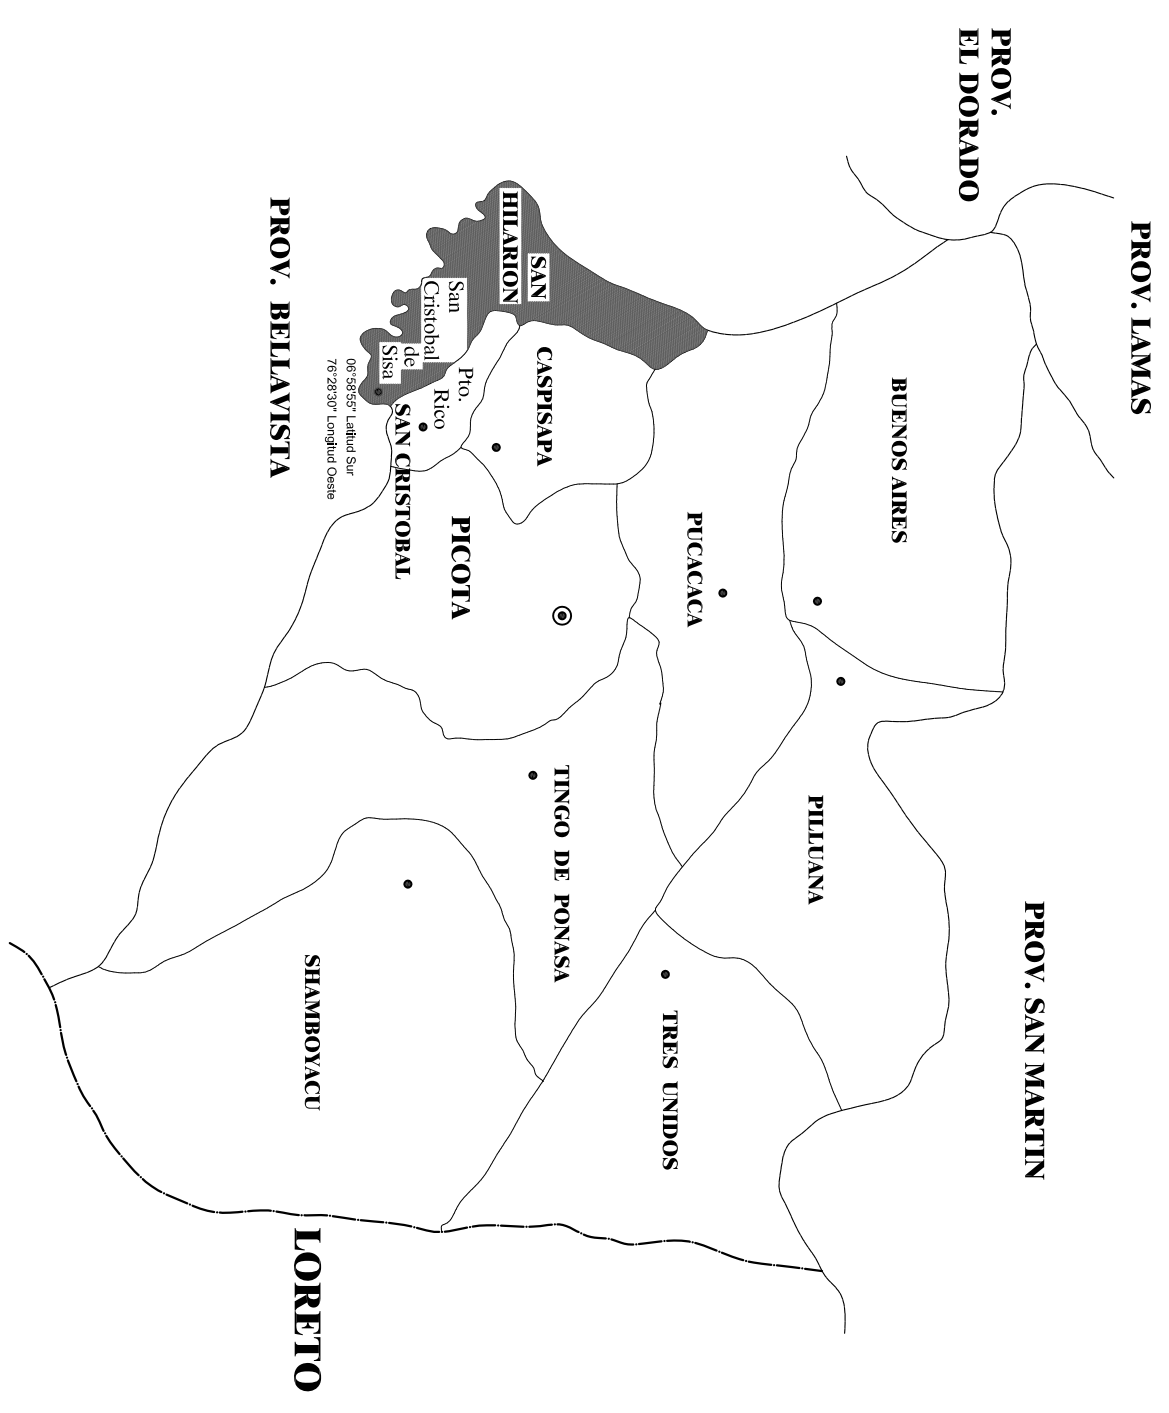 PROV. LAMAS
PROV.
EL DORADO
PROV. SAN MARTIN
BUENOS AIRES
PILLUANA
PUCACACA
TRES UNIDOS
SAN
HILARION
CASPISAPA
TINGO DE PONASA
PICOTA
San
Cristobal
de
Sisa
Pto.
Rico
SAN CRISTOBAL
06°58'55" Latitud Sur
76°28'30" Longitud Oeste
SHAMBOYACU
LORETO
PROV. BELLAVISTA